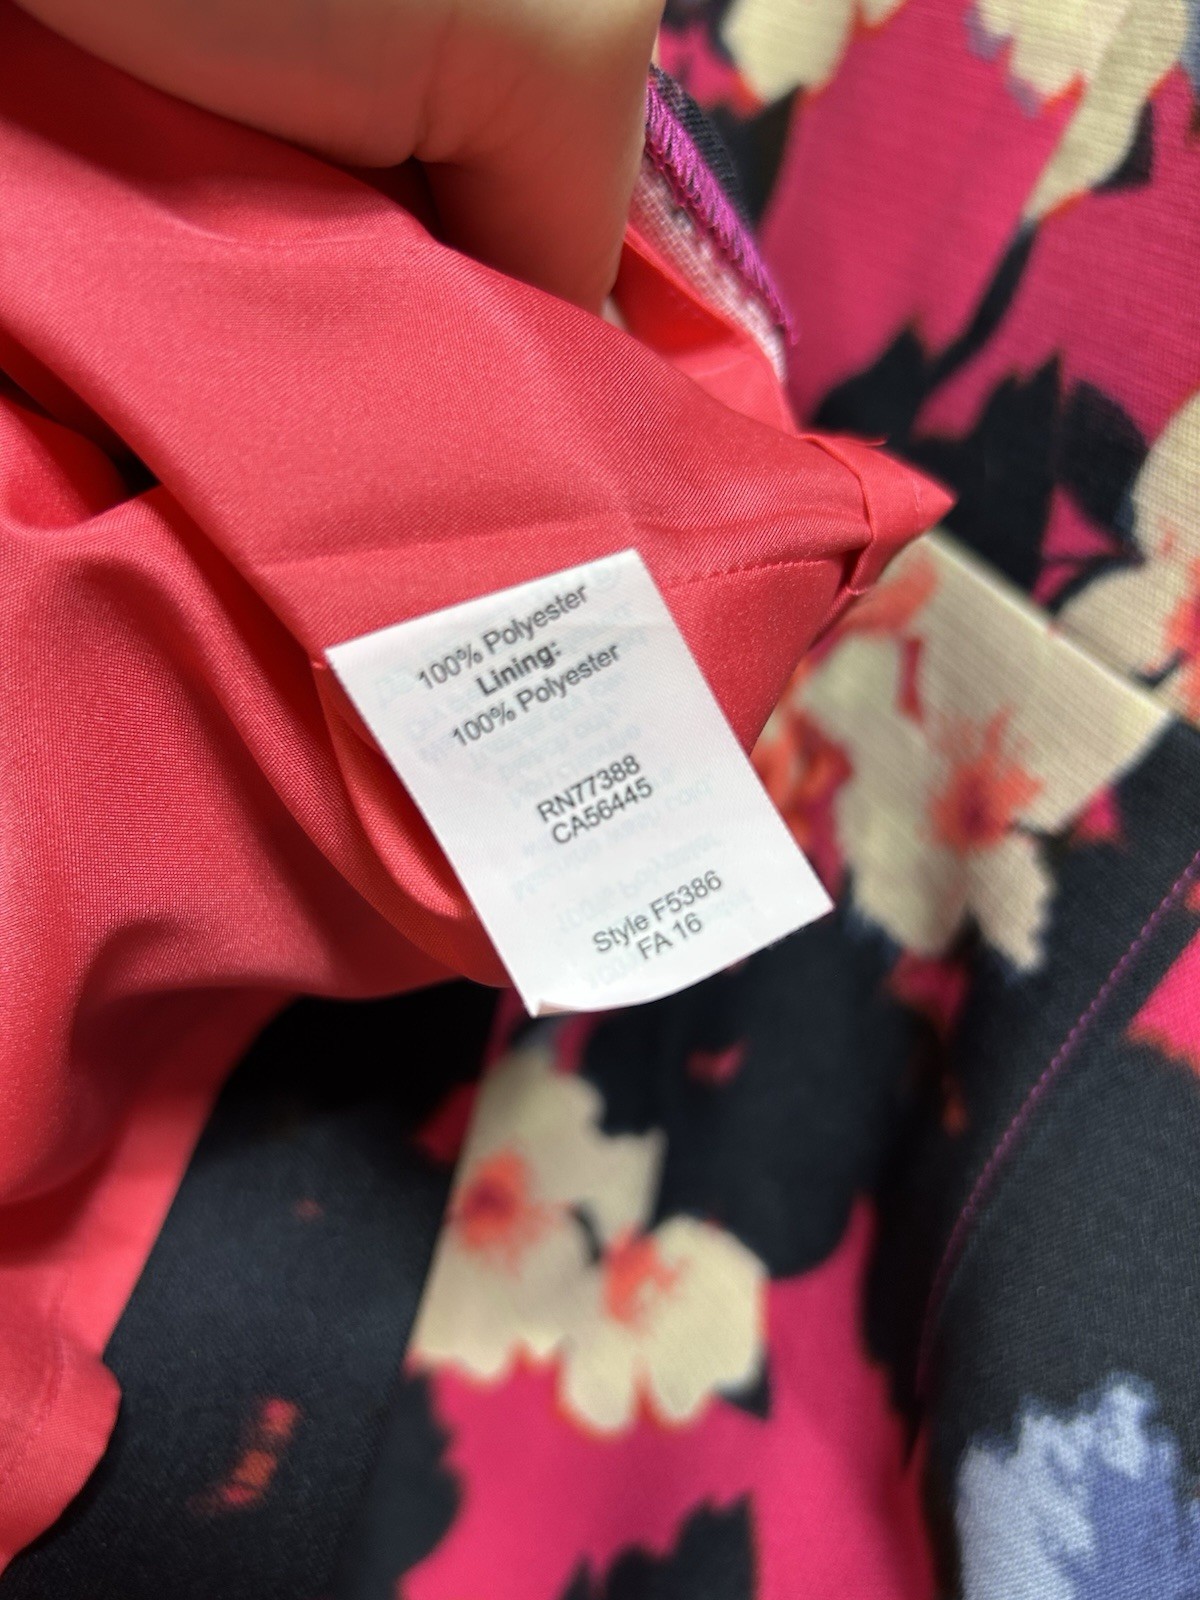 100% Polyester
Lining:
100% Polyester
RN77388
CA56445
Style F5386
FA 16